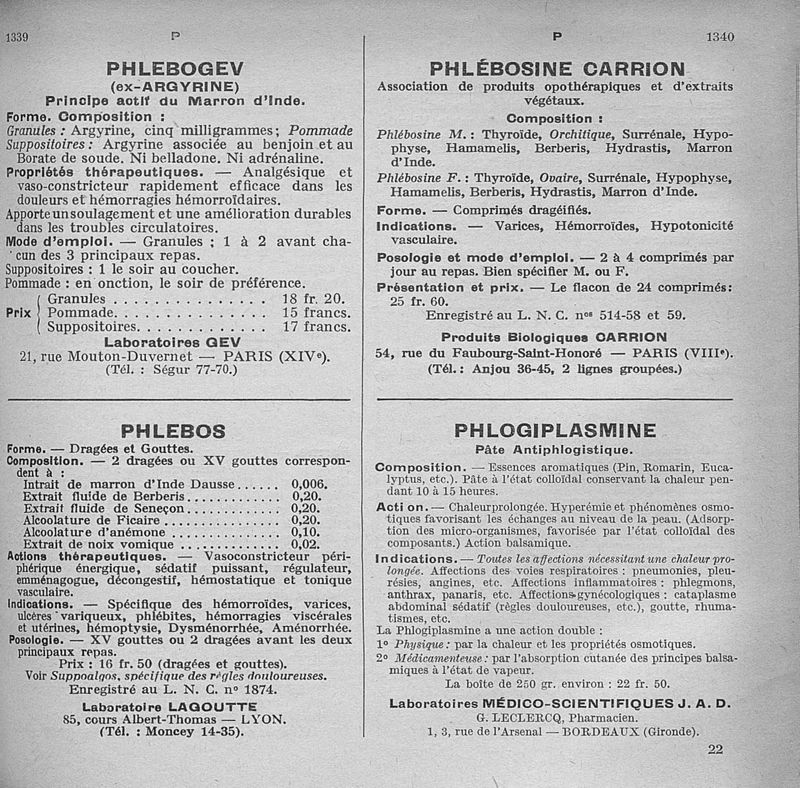 1339
P
PHLEBOGEV
(ex-ARGYRINE)
Principe actif du Marron d'Inde.
Forme. Composition :
Granules : Argyrine, cinq milligrammes; Pommade
Suppositoires : Argyrine associée au benjoin et au
Borate de soude. Ni belladone. Ni adrénaline.
Propriétés thérapeutiques. — Analgésique et
vaso-constricteur rapidement efficace dans les
douleurs et hémorragies hémorroïdaires.
Apporte un soulagement et une amélioration durables
dans les troubles circulatoires.
Mode d'emploi. — Granules : 1 à 2 avant cha-
cun des 3 principaux repas.
Suppositoires : 1 le soir au coucher.
Pommade : en onction, le soir de préférence.
Granules . . . . . . . . . . . . . . . 18 fr. 20.
Prix Pommade. . . . . . . . . . . . . . . 15 francs.
Suppositoires. . . . . . . . . . . . . 17 francs.
Laboratoires GEV
21, rue Mouton-Duvernet — PARIS (XIVe).
(Tél. : Ségur 77-70.)
PHLEBOS
Forme. — Dragées et Gouttes.
Composition. — 2 dragées ou XV gouttes correspon-
dent à :
Intrait de marron d'Inde Dausse . . . . . . 0,006.
Extrait fluide de Berberis . . . . . . . . . . . . . 0,20.
Extrait fluide de Seneçon . . . . . . . . . . . . . 0,20.
Alcoolature de Ficaire . . . . . . . . . . . . . . . . 0,20.
Alcoolature d'anémone . . . . . . . . . . . . . . . 0,10.
Extrait de noix vomique . . . . . . . . . . . . . 0,02.
Actions thérapeutiques. — Vasoconstricteur péri-
phérique énergique, sédatif puissant, régulateur,
emménagogue, décongestif, hémostatique et tonique
vasculaire.
Indications. — Spécifique des hémorroïdes, varices,
ulcères variqueux, phlébites, hémorragies viscérales
et utérines, hémoptysie, Dysménorrhée, Aménorrhée.
Posologie. — XV gouttes ou 2 dragées avant les deux
principaux repas.
Prix : 16 fr. 50 (dragées et gouttes).
Voir Suppoalgos, spécifique des règles douloureuses.
Enregistré au L. N. C. no 1874.
Laboratoire LAGOUTTE
85, cours Albert-Thomas — LYON.
(Tél. : Moncey 14-35).
P
1340
PHLÉBOSINE CARRION
Association de produits opothérapiques et d'extraits
végétaux.
Composition :
Phlébosine M. : Thyroïde, Orchitique, Surrénale, Hypo-
physe, Hamamelis, Berberis, Hydrastis, Marron
d'Inde.
Phlébosine F. : Thyroïde, Ovaire, Surrénale, Hypophyse,
Hamamelis, Berberis, Hydrastis, Marron d'Inde.
Forme. — Comprimés dragéifiés.
Indications. — Varices, Hémorroïdes, Hypotonicité
vasculaire.
Posologie et mode d'emploi. — 2 à 4 comprimés par
jour au repas. Bien spécifier M. ou F.
Présentation et prix. — Le flacon de 24 comprimés:
25 fr. 60.
Enregistré au L. N. C. nos 514-58 et 59.
Produits Biologiques CARRION
54, rue du Faubourg-Saint-Honoré — PARIS (VIIIe).
(Tél. : Anjou 36-45, 2 lignes groupées.)
PHLOGIPLASMINE
Pâte Antiphlogistique.
Composition. — Essences aromatiques (Pin, Romarin, Euca-
lyptus, etc.). Pâte à l'état colloïdal conservant la chaleur pen-
dant 10 à 15 heures.
Action. — Chaleur prolongée. Hyperémie et phénomènes osmo-
tiques favorisant les échanges au niveau de la peau. (Adsorp-
tion des micro-organismes, favorisée par l'état colloïdal des
composants.) Action balsamique.
Indications. — Toutes les affections nécessitant une chaleur pro-
longée. Affections des voies respiratoires : pneumonies, pleu-
résies, angines, etc. Affections inflammatoires : phlegmons,
anthrax, panaris, etc. Affections gynécologiques : cataplasme
abdominal sédatif (règles douloureuses, etc.), goutte, rhuma-
tismes, etc.
La Phlogiplasmine a une action double :
1o Physique : par la chaleur et les propriétés osmotiques.
2o Médicamenteuse : par l'absorption cutanée des principes balsa-
miques à l'état de vapeur.
La boîte de 250 gr. environ : 22 fr. 50.
Laboratoires MÉDICO-SCIENTIFIQUES J. A. D.
G. LECLERCQ, Pharmacien.
1, 3, rue de l'Arsenal — BORDEAUX (Gironde).
22